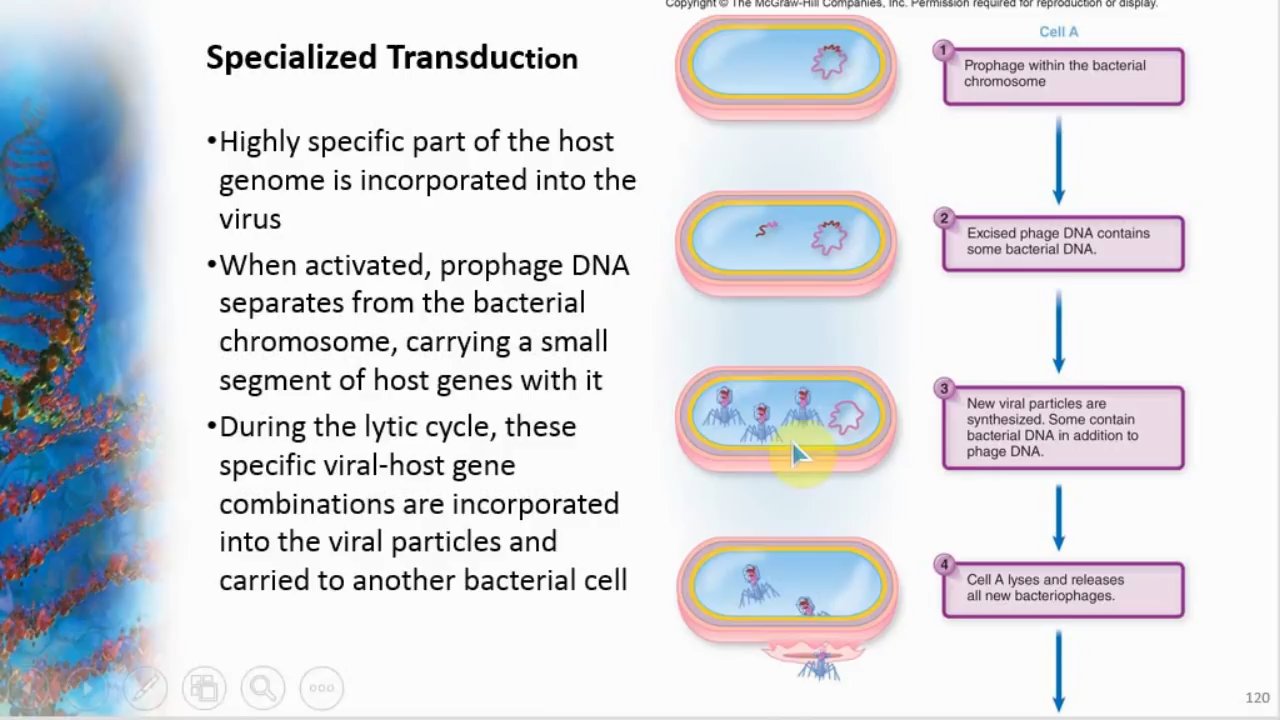 Copyright © The McGraw-Hill Companies, Inc. Permission required for reproduction or display.
Specialized Transduction
•Highly specific part of the host
genome is incorporated into the
virus
•When activated, prophage DNA
separates from the bacterial
chromosome, carrying a small
segment of host genes with it
•During the lytic cycle, these
specific viral-host gene
combinations are incorporated
into the viral particles and
carried to another bacterial cell
Cell A
1
Prophage within the bacterial
chromosome
2
Excised phage DNA contains
some bacterial DNA.
3
New viral particles are
synthesized. Some contain
bacterial DNA in addition to
phage DNA.
4
Cell A lyses and releases
all new bacteriophages.
120